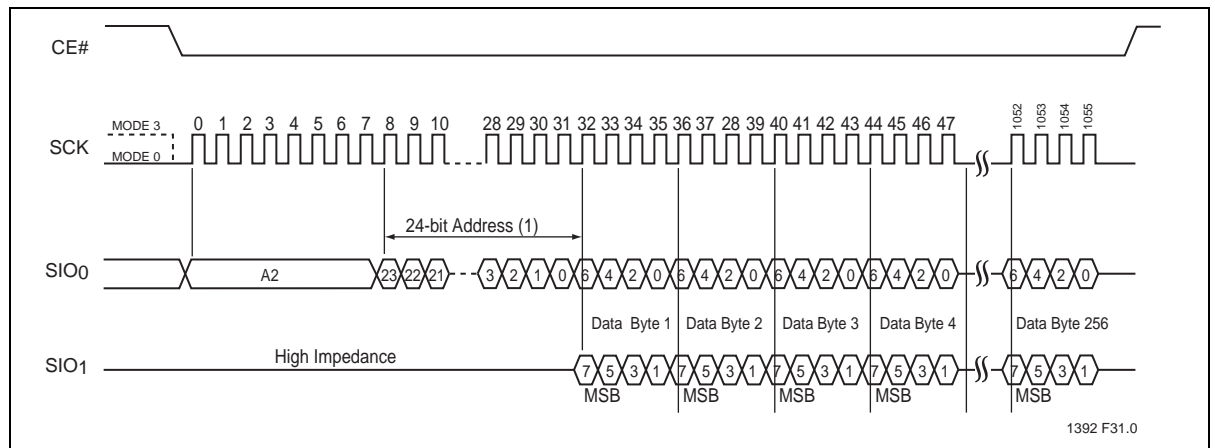 CE#
MODE 3
0 1 2 3 4 5 6 7 8 9 10 28 29 30 31 32 33 34 35 36 37 28 39 40 41 42 43 44 45 46 47 1052 1053 1054 1055
SCK
MODE 0
24-bit Address (1)
SIO0 A2 23 22 21 3 2 1 0 6 4 2 0 6 4 2 0 6 4 2 0 6 4 2 0 6 4 2 0
Data Byte 1 Data Byte 2 Data Byte 3 Data Byte 4 Data Byte 256
High Impedance
SIO1 7 5 3 1 7 5 3 1 7 5 3 1 7 5 3 1 7 5 3 1
MSB MSB MSB MSB MSB
1392 F31.0